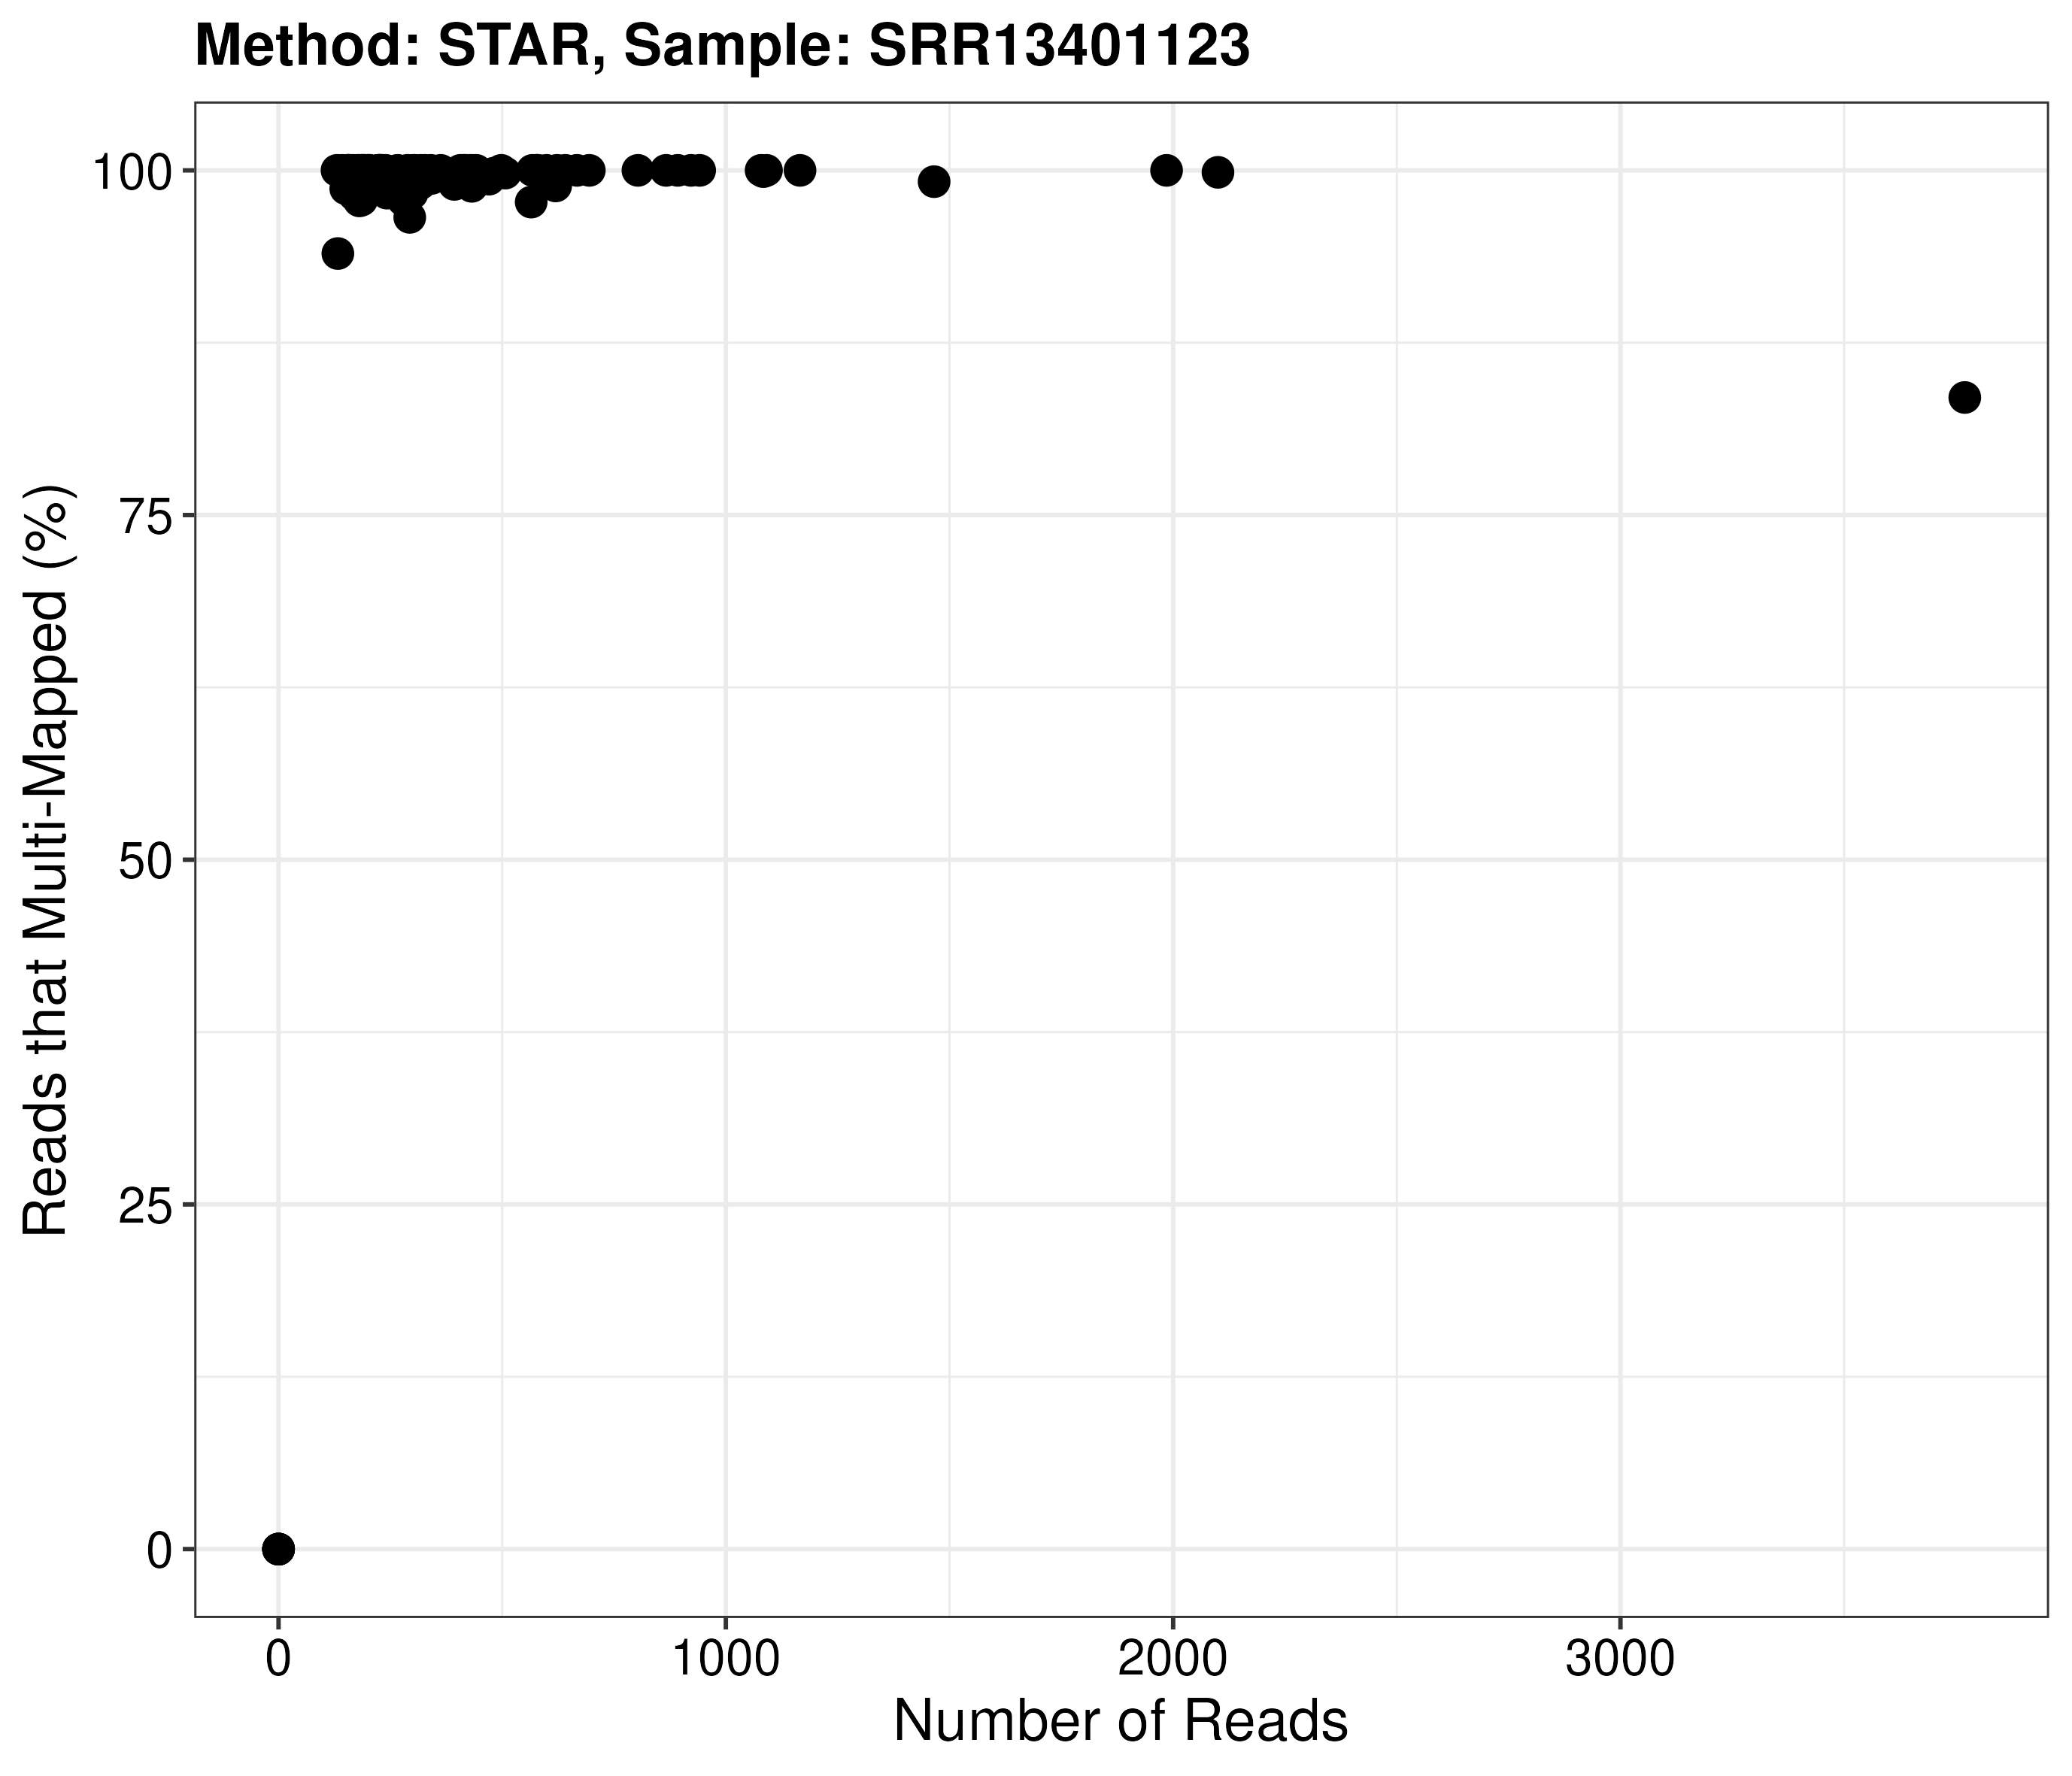 Method: STAR, Sample: SRR13401123
Reads that Multi-Mapped (%)
100
75
50
25
0
0 1000 2000 3000
Number of Reads